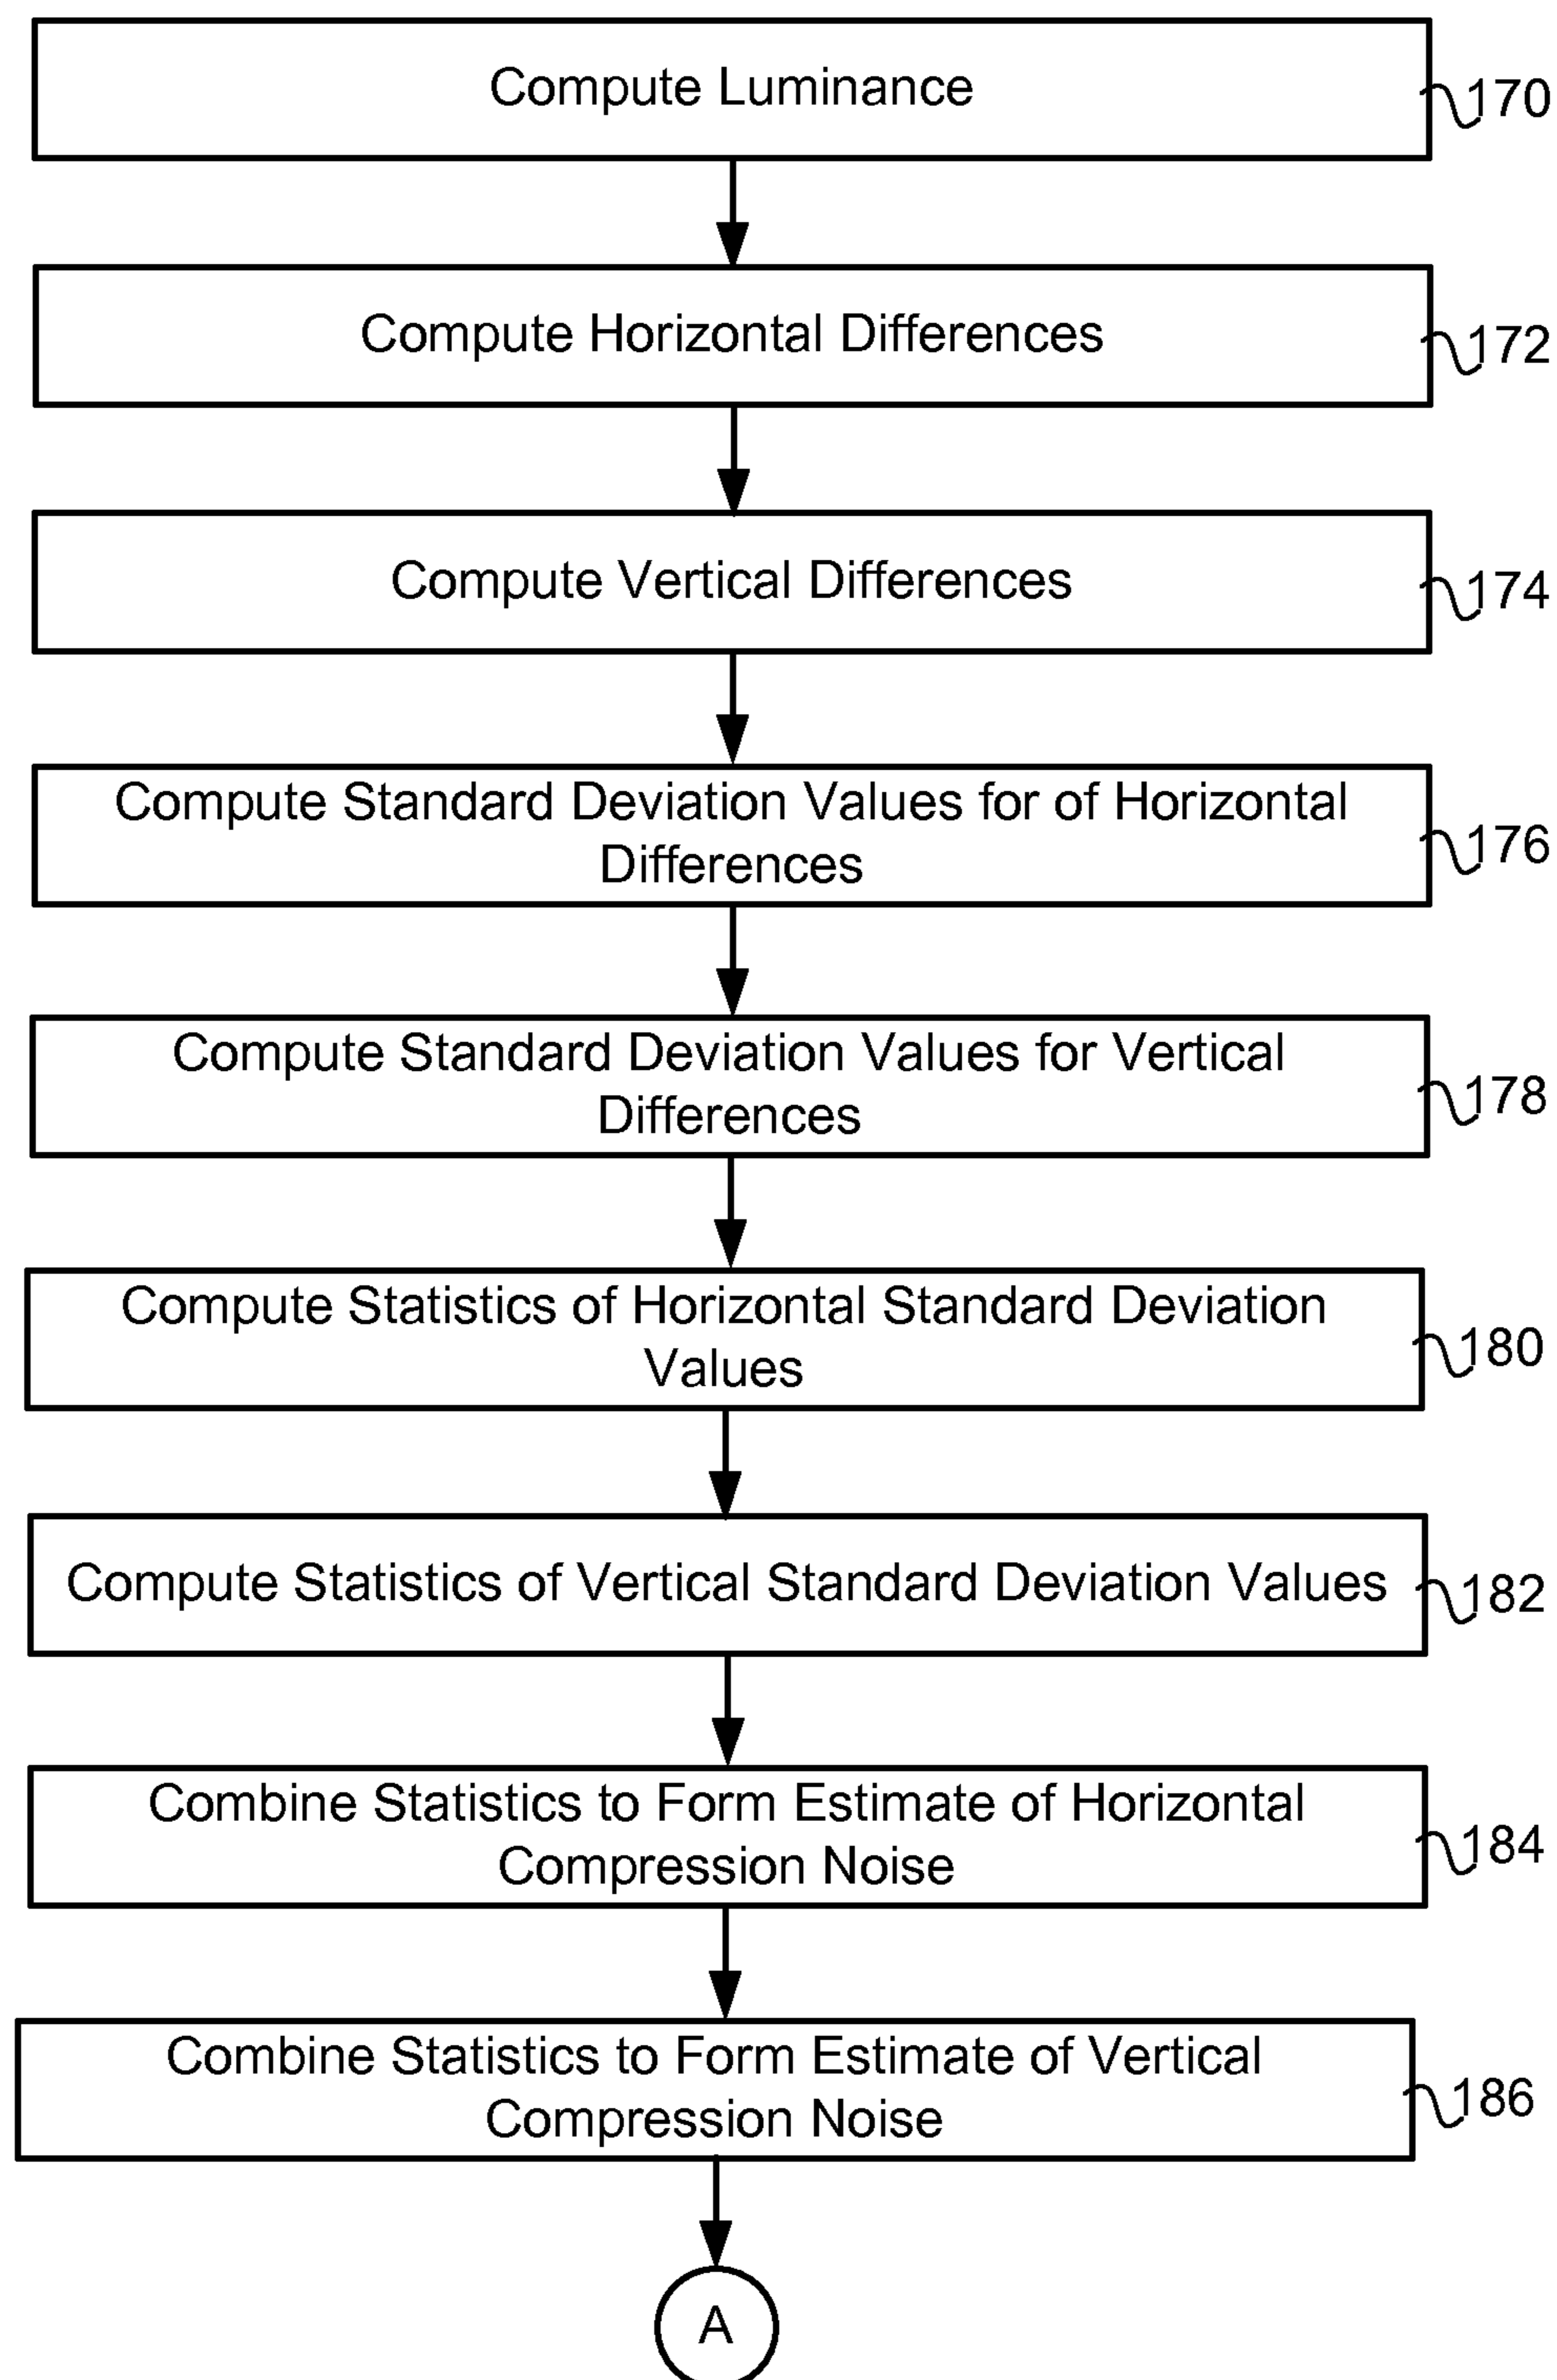 Compute Luminance
170
Compute Horizontal Differences
172
Compute Vertical Differences
174
Compute Standard Deviation Values for of Horizontal
Differences
176
Compute Standard Deviation Values for Vertical
Differences
178
Compute Statistics of Horizontal Standard Deviation
Values
180
Compute Statistics of Vertical Standard Deviation Values
182
Combine Statistics to Form Estimate of Horizontal
Compression Noise
184
Combine Statistics to Form Estimate of Vertical
Compression Noise
186
A